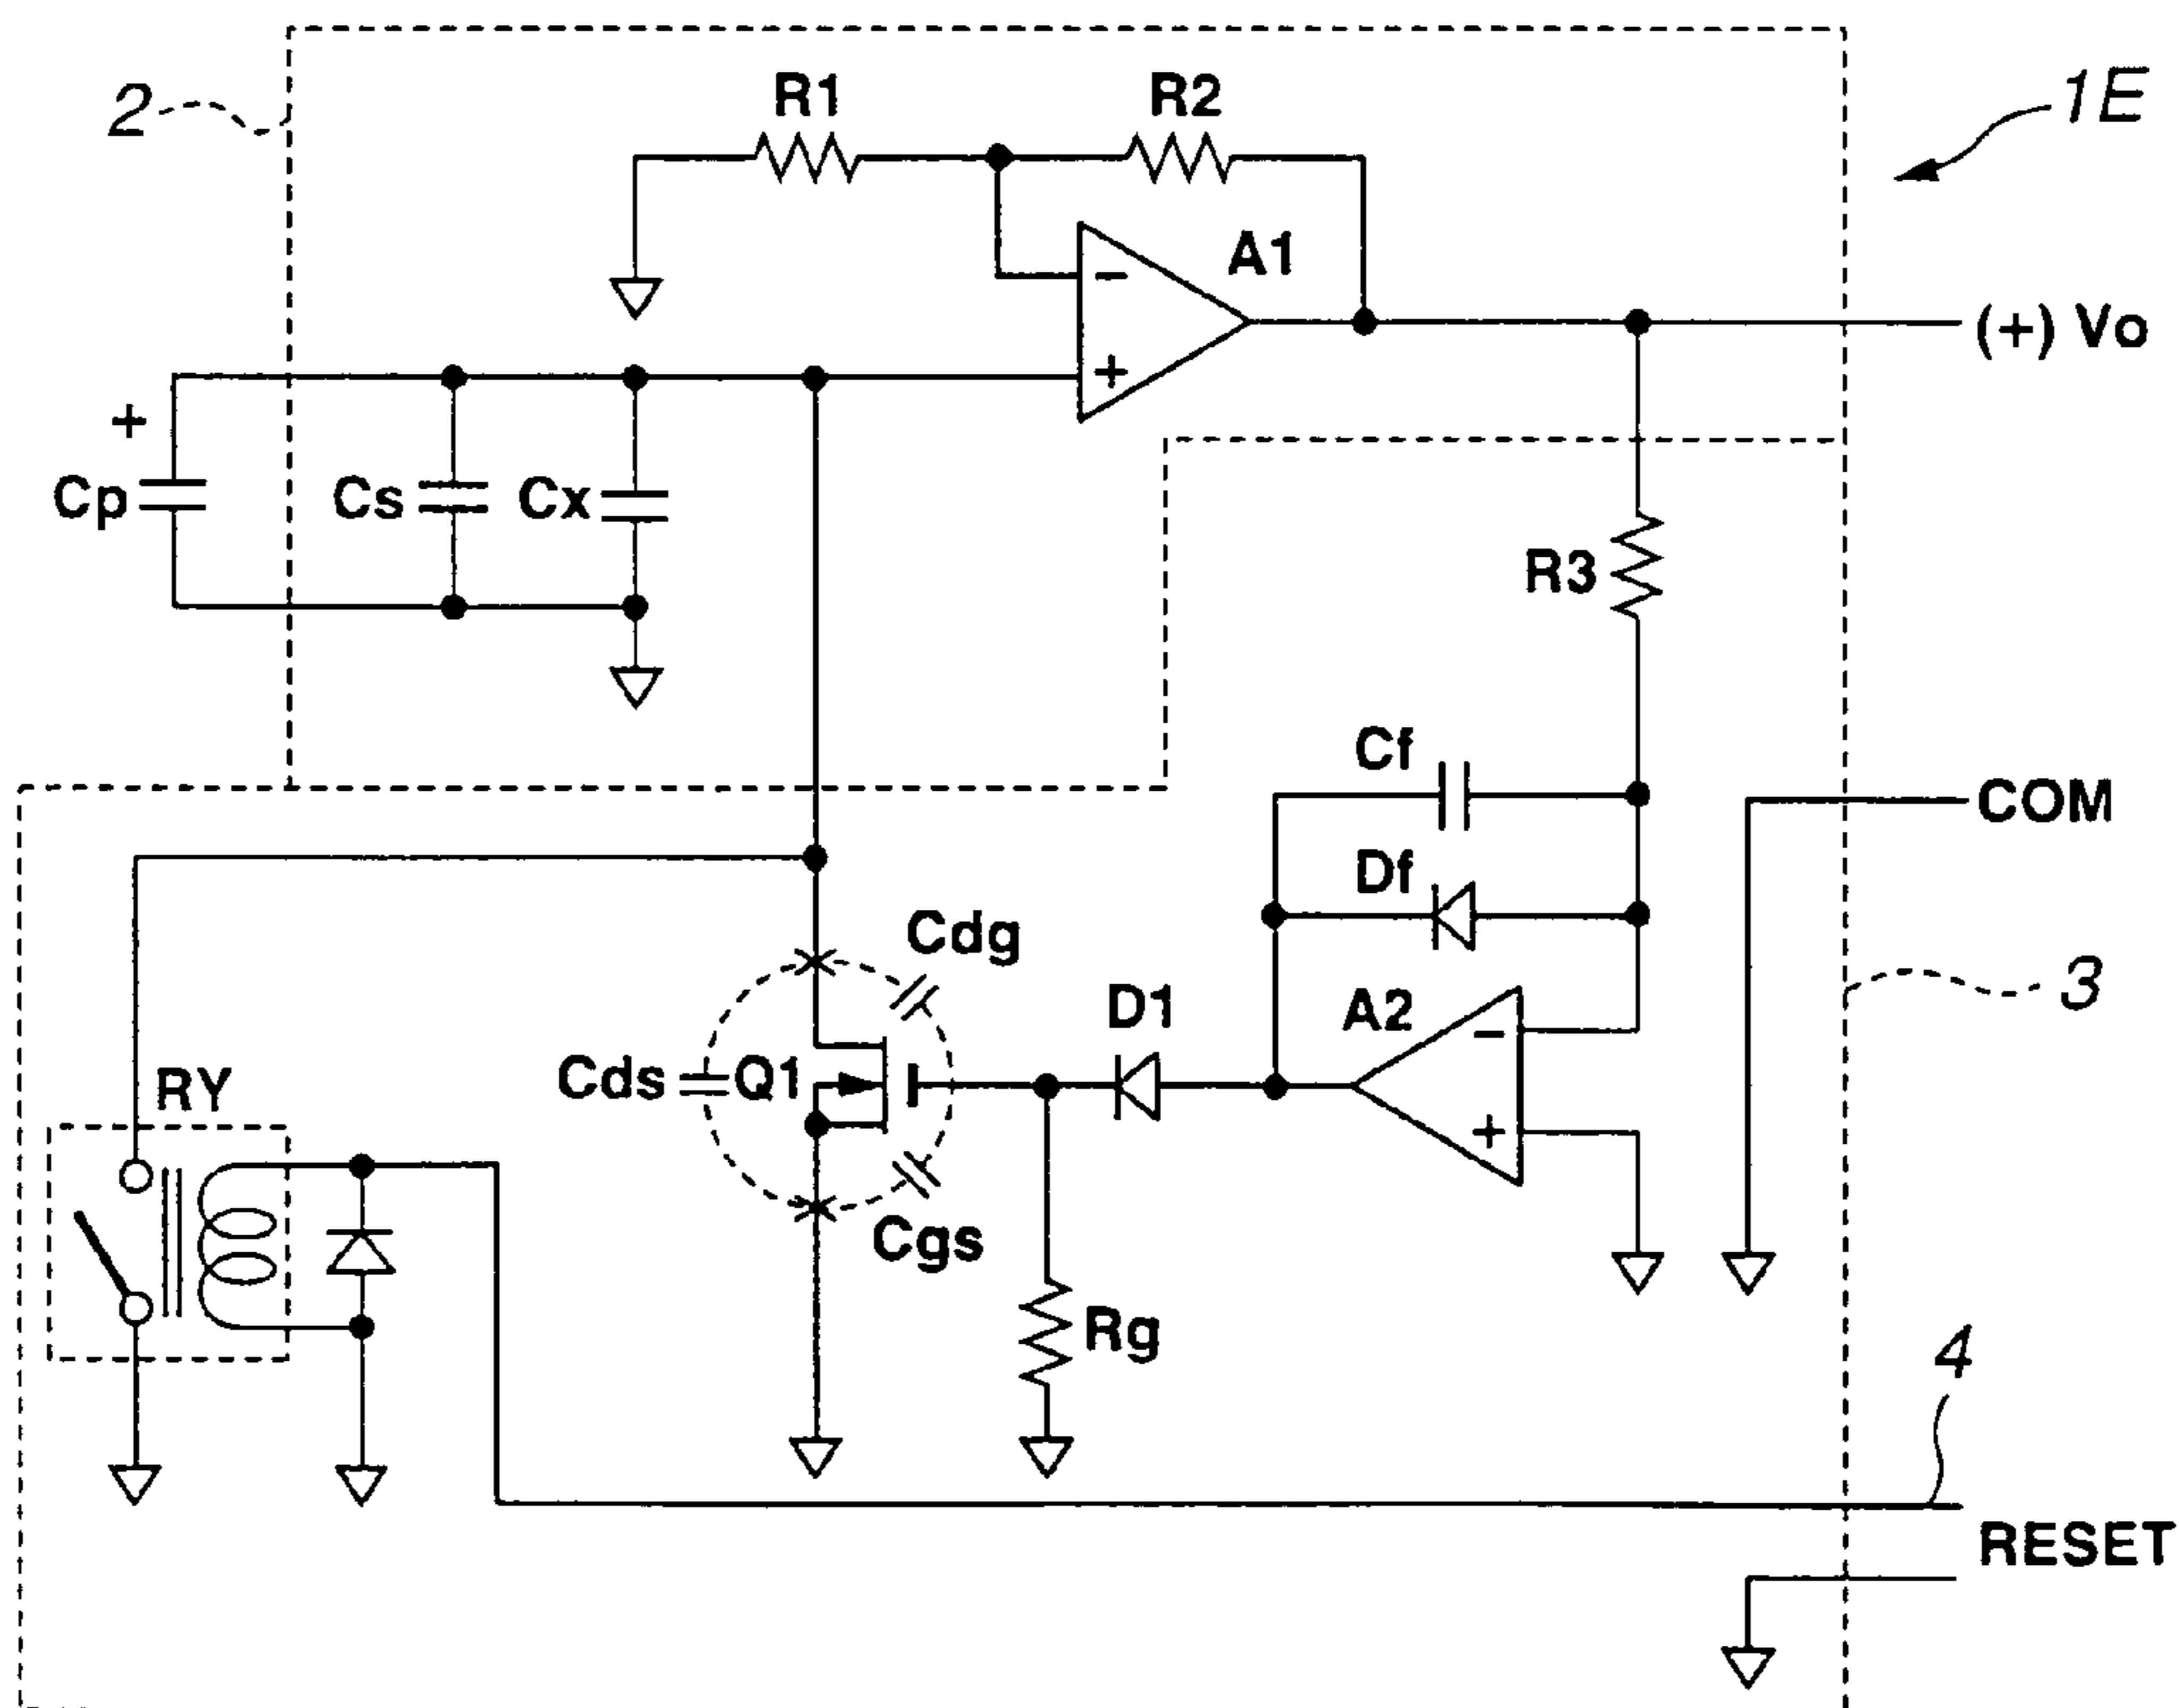 2
R1
R2
1E
A1
−
+
(+) Vo
+
Cp
Cs
Cx
R3
Cf
COM
Df
Cdg
3
D1
A2
−
Cds
Q1
RY
+
Cgs
Rg
4
RESET